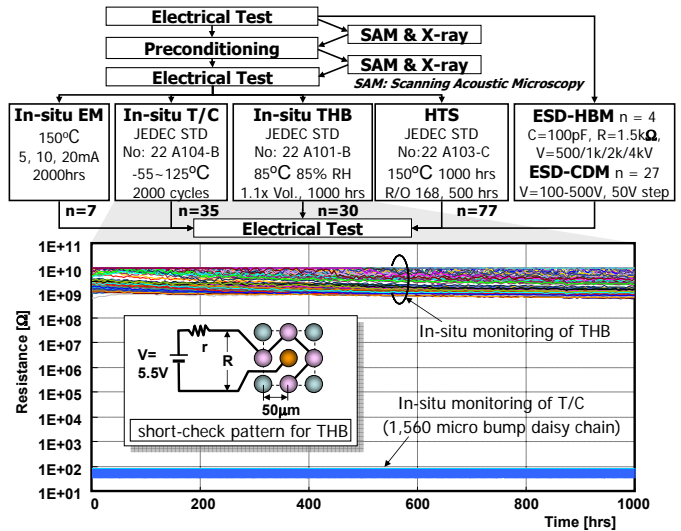 Electrical Test
SAM & X-ray
Preconditioning
SAM & X-ray
Electrical Test
SAM: Scanning Acoustic Microscopy
In-situ EM
150ºC
5, 10, 20mA
2000hrs
In-situ T/C
JEDEC STD
No: 22 A104-B
-55~125ºC
2000 cycles
In-situ THB
JEDEC STD
No: 22 A101-B
85ºC 85% RH
1.1x Vol., 1000 hrs
HTS
JEDEC STD
No:22 A103-C
150ºC 1000 hrs
R/O 168, 500 hrs
ESD-HBM n = 4
C=100pF, R=1.5kΩ,
V=500/1k/2k/4kV
ESD-CDM n = 27
V=100-500V, 50V step
n=7
n=35
n=30
n=77
Electrical Test
1E+11
1E+10
1E+09
1E+08
1E+07
1E+06
1E+05
1E+04
1E+03
1E+02
1E+01
Resistance [Ω]
In-situ monitoring of THB
V=
5.5V
r
R
50μm
short-check pattern for THB
In-situ monitoring of T/C
(1,560 micro bump daisy chain)
0 200 400 600 800 1000
Time [hrs]